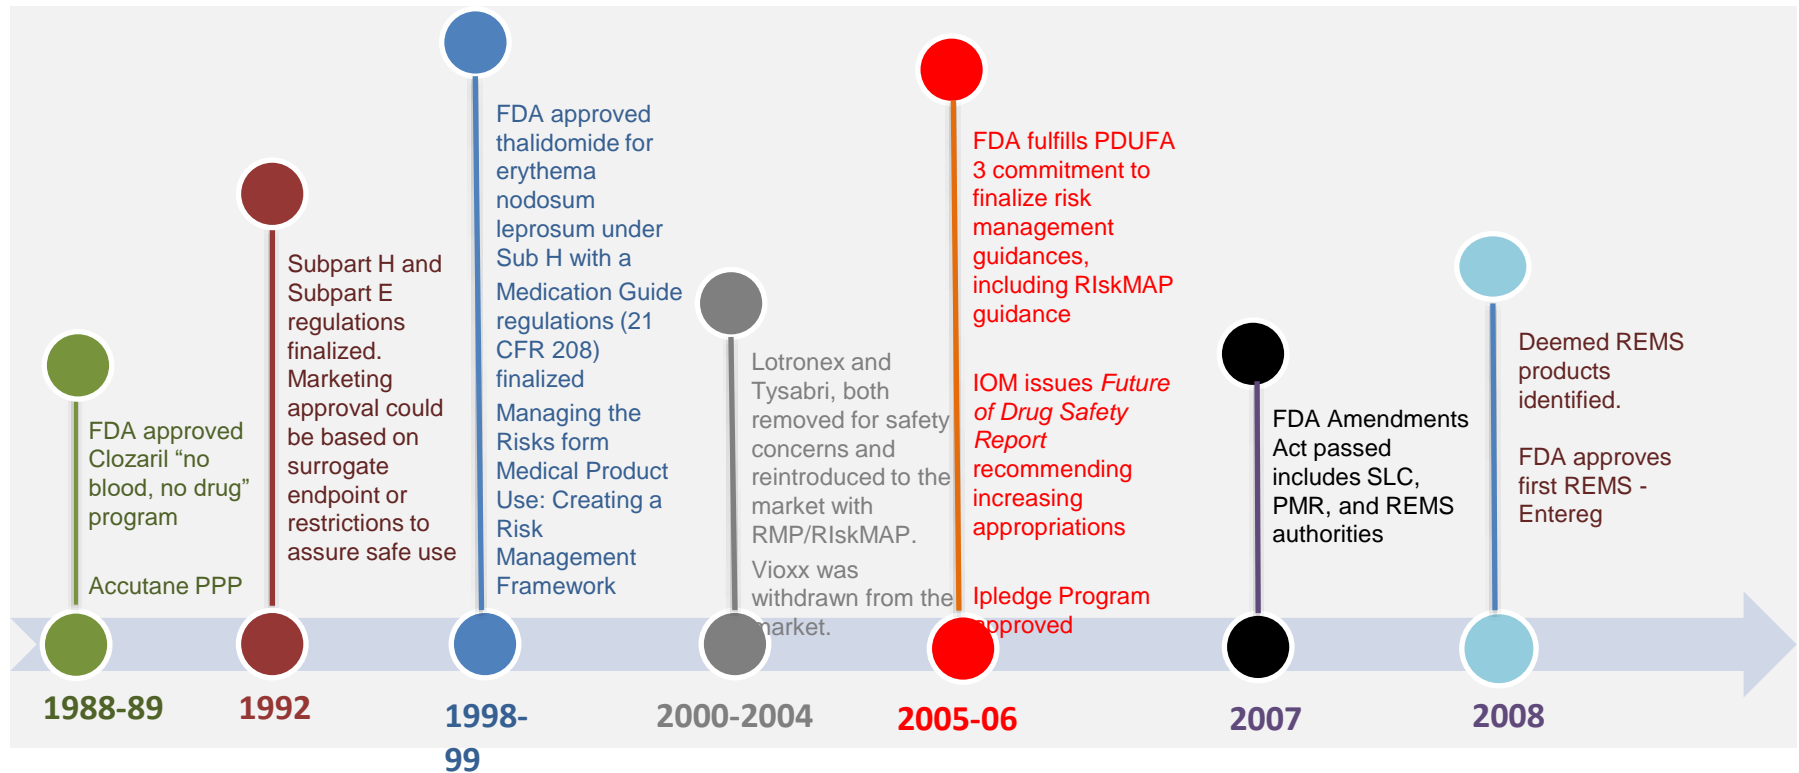 FDA approved
Clozaril “no
blood, no drug”
program
Accutane PPP
1988-89
Subpart H and
Subpart E
regulations
finalized.
Marketing
approval could
be based on
surrogate
endpoint or
restrictions to
assure safe use
1992
FDA approved
thalidomide for
erythema
nodosum
leprosum under
Sub H with a
Medication Guide
regulations (21
CFR 208)
finalized
Managing the
Risks form
Medical Product
Use: Creating a
Risk
Management
Framework
1998-
99
Lotronex and
Tysabri, both
removed for safety
concerns and
reintroduced to the
market with
RMP/RIskMAP.
Vioxx was
withdrawn from the
market.
2000-2004
FDA fulfills PDUFA
3 commitment to
finalize risk
management
guidances,
including RIskMAP
guidance
IOM issues Future
of Drug Safety
Report
recommending
increasing
appropriations
Ipledge Program
approved
2005-06
FDA Amendments
Act passed
includes SLC,
PMR, and REMS
authorities
2007
Deemed REMS
products
identified.
FDA approves
first REMS -
Entereg
2008